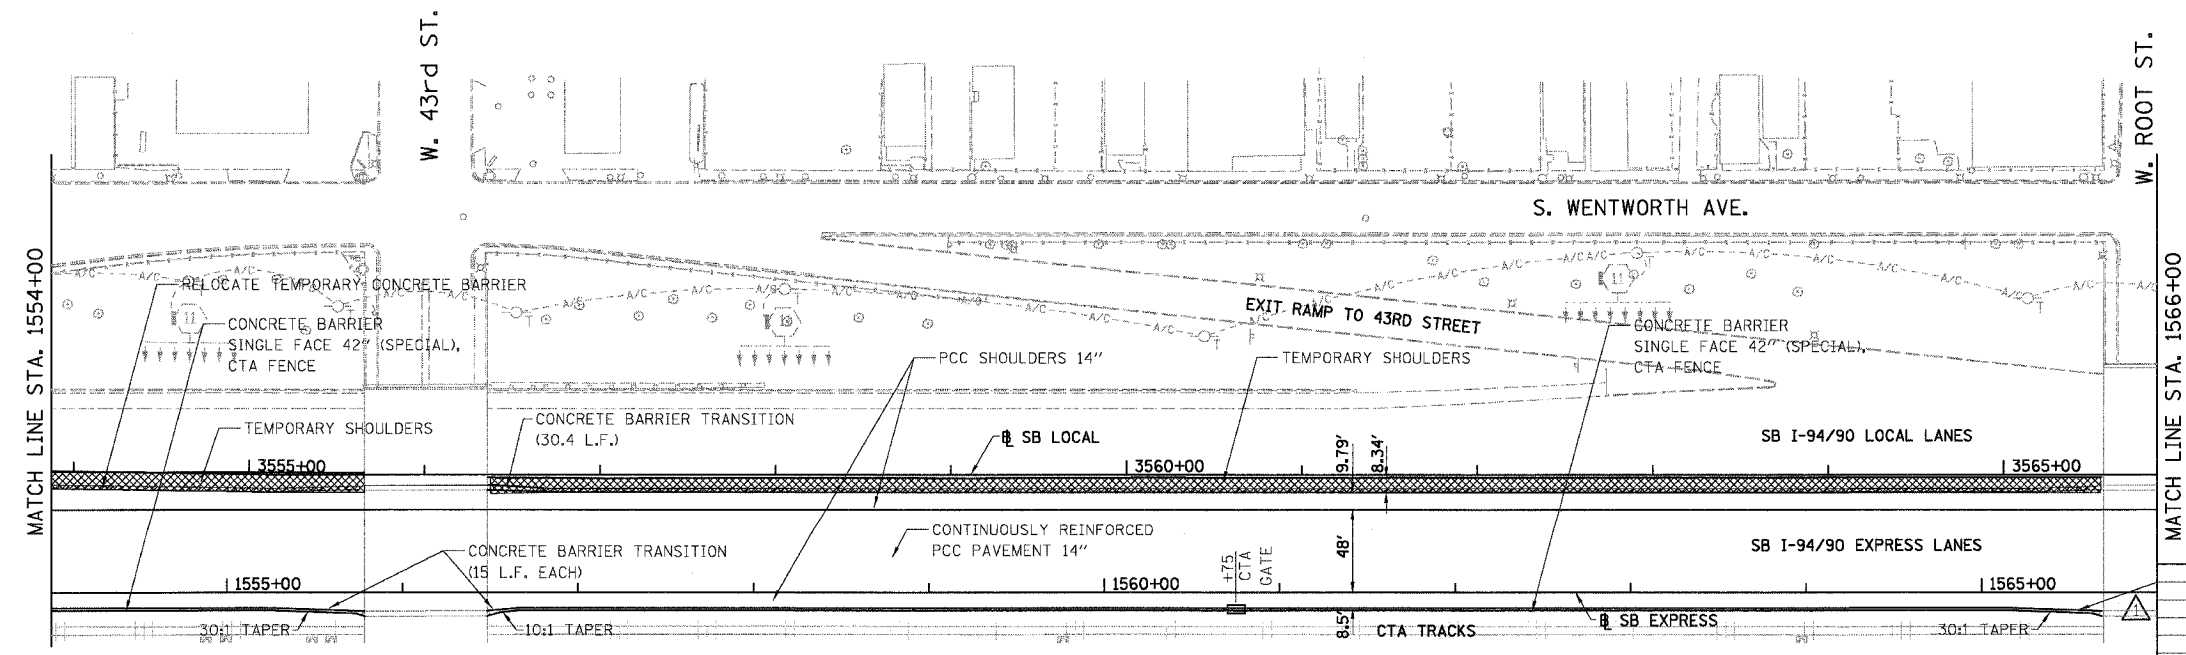 W. 43rd ST.
W. ROOT ST.
S. WENTWORTH AVE.
MATCH LINE STA. 1554+00
MATCH LINE STA. 1566+00
A/C
A/C
RELOCATE TEMPORARY CONCRETE BARRIER
A/C
A/C
A/C
A/C
A/C
A/C
A/C
A/C
A/C
A/C
A/C
A/C
A/C
A/C A/C
A/C
A/C
A/C
A/C
A/C
11
11
EXIT RAMP TO 43RD STREET
CONCRETE BARRIER
SINGLE FACE 42" (SPECIAL),
CTA FENCE
CONCRETE BARRIER
SINGLE FACE 42" (SPECIAL),
CTA FENCE
PCC SHOULDERS 14"
TEMPORARY SHOULDERS
TEMPORARY SHOULDERS
CONCRETE BARRIER TRANSITION
(30.4 L.F.)
℄ SB LOCAL
SB I-94/90 LOCAL LANES
9.79'
8.34'
3555+00
3560+00
3565+00
CONTINUOUSLY REINFORCED
PCC PAVEMENT 14"
48'
SB I-94/90 EXPRESS LANES
CONCRETE BARRIER TRANSITION
(15 L.F. EACH)
+75
CTA
GATE
1555+00
1560+00
1565+00
30:1 TAPER
10:1 TAPER
8.5'
CTA TRACKS
℄ SB EXPRESS
30:1 TAPER
1